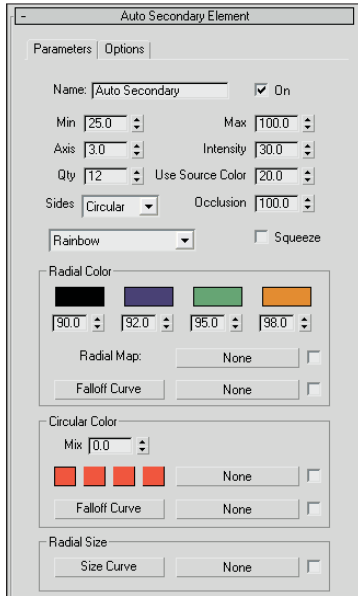 - Auto Secondary Element
Parameters Options
Name: Auto Secondary On
Min 25.0 Max 100.0
Axis 3.0 Intensity 30.0
Qty 12 Use Source Color 20.0
Sides Circular Occlusion 100.0
Rainbow Squeeze
Radial Color
90.0 92.0 95.0 98.0
Radial Map: None
Falloff Curve None
Circular Color
Mix 0.0
None
Falloff Curve None
Radial Size
Size Curve None